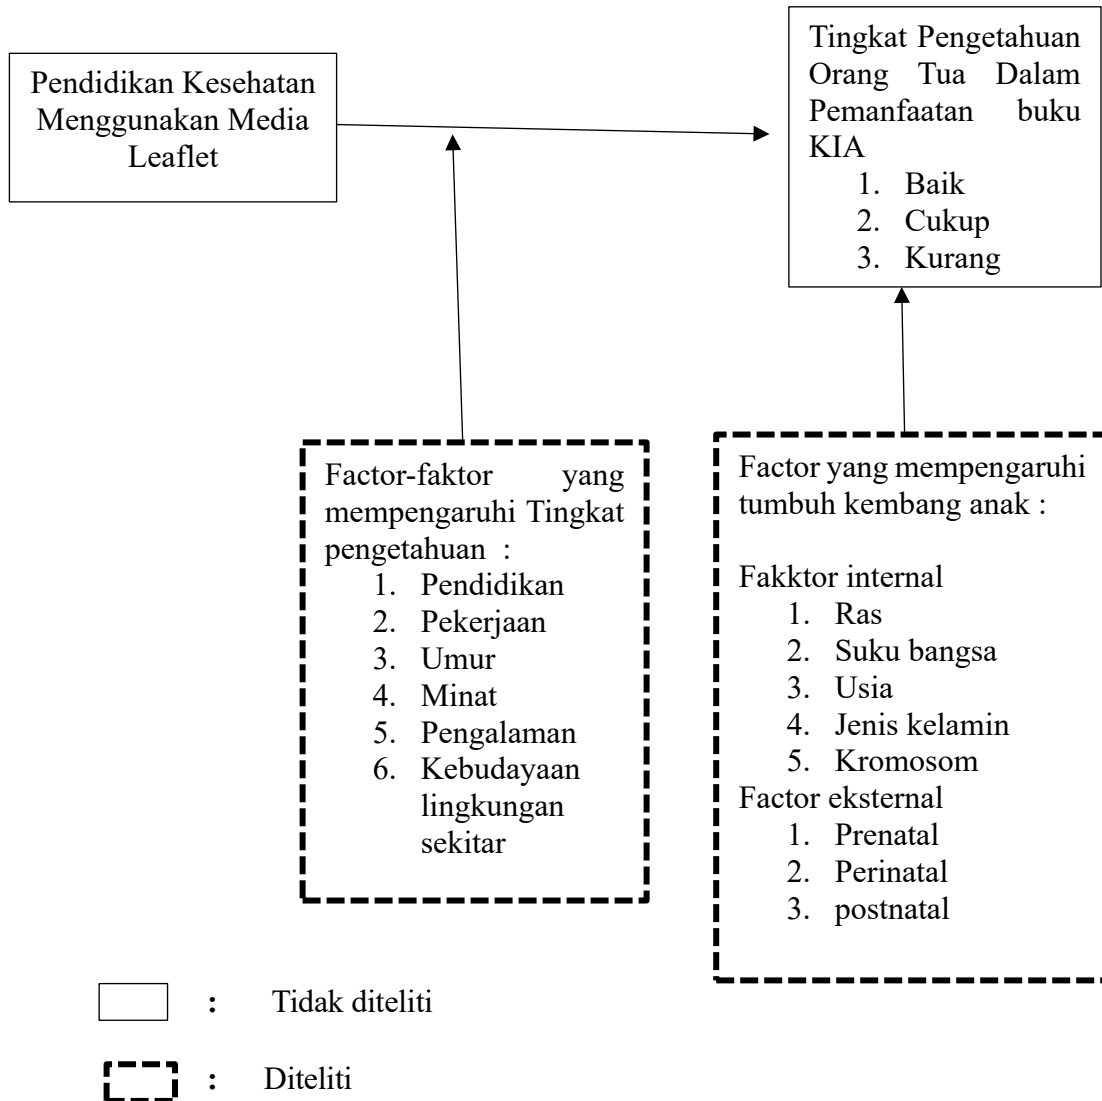 Pendidikan Kesehatan
Menggunakan Media
Leaflet
Tingkat Pengetahuan
Orang Tua Dalam
Pemanfaatan buku
KIA
1. Baik
2. Cukup
3. Kurang
Factor-faktor yang
mempengaruhi Tingkat
pengetahuan :
1. Pendidikan
2. Pekerjaan
3. Umur
4. Minat
5. Pengalaman
6. Kebudayaan
lingkungan
sekitar
Factor yang mempengaruhi
tumbuh kembang anak :
Fakktor internal
1. Ras
2. Suku bangsa
3. Usia
4. Jenis kelamin
5. Kromosom
Factor eksternal
1. Prenatal
2. Perinatal
3. postnatal
: Tidak diteliti
: Diteliti